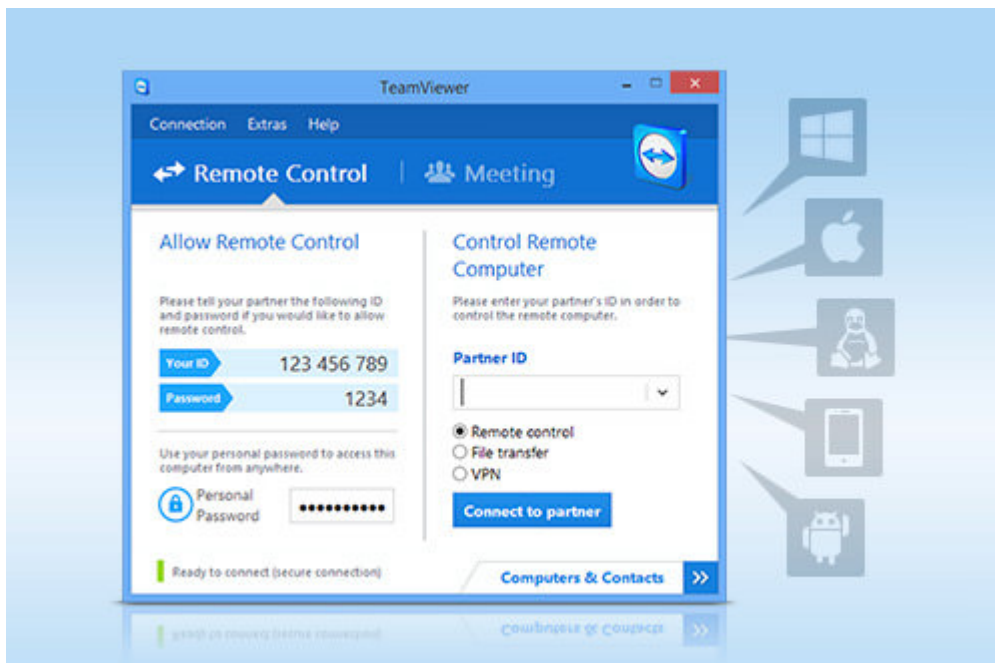 TeamViewer
Connection Extras Help
Remote Control
Meeting
Allow Remote Control
Please tell your partner the following ID
and password if you would like to allow
remote control.
Your ID 123 456 789
Password 1234
Use your personal password to access this
computer from anywhere.
Personal
Password
Control Remote
Computer
Please enter your partner's ID in order to
control the remote computer.
Partner ID
Remote control
File transfer
VPN
Connect to partner
Ready to connect (secure connection)
Computers & Contacts